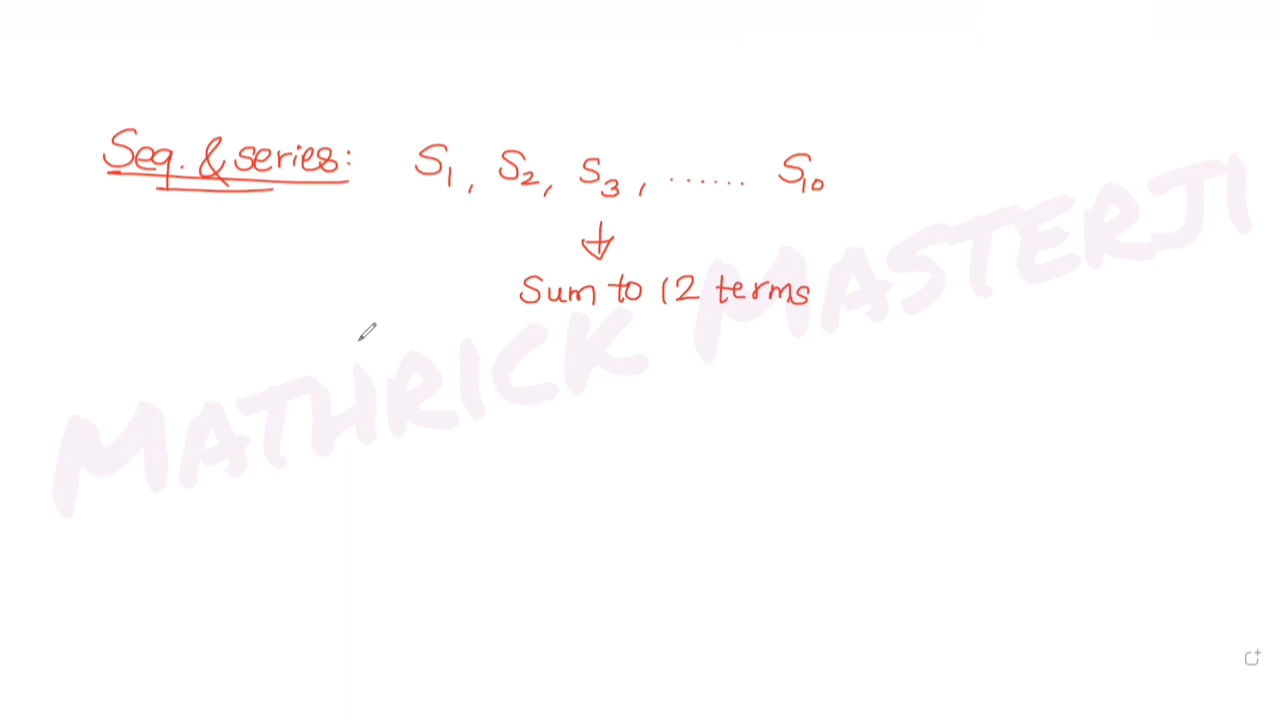 Seq. & series: S1, S2, S3, ...... S10
Sum to 12 terms
MATHRICK MASTERJI